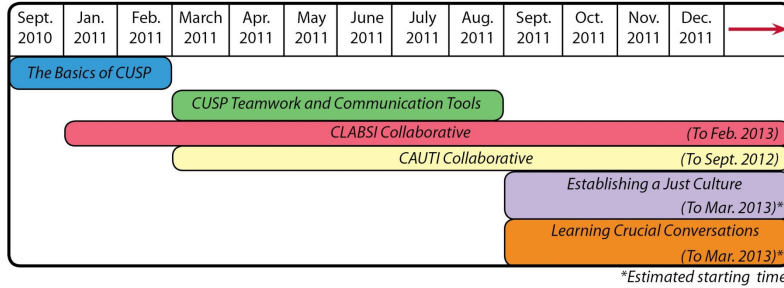 Sept. Jan. Feb. March Apr. May June July Aug. Sept. Oct. Nov. Dec.
2010 2011 2011 2011 2011 2011 2011 2011 2011 2011 2011 2011 2011
The Basics of CUSP
CUSP Teamwork and Communication Tools
CLABSI Collaborative (To Feb. 2013)
CAUTI Collaborative (To Sept. 2012)
Establishing a Just Culture
(To Mar. 2013)*
Learning Crucial Conversations
(To Mar. 2013)*
*Estimated starting time